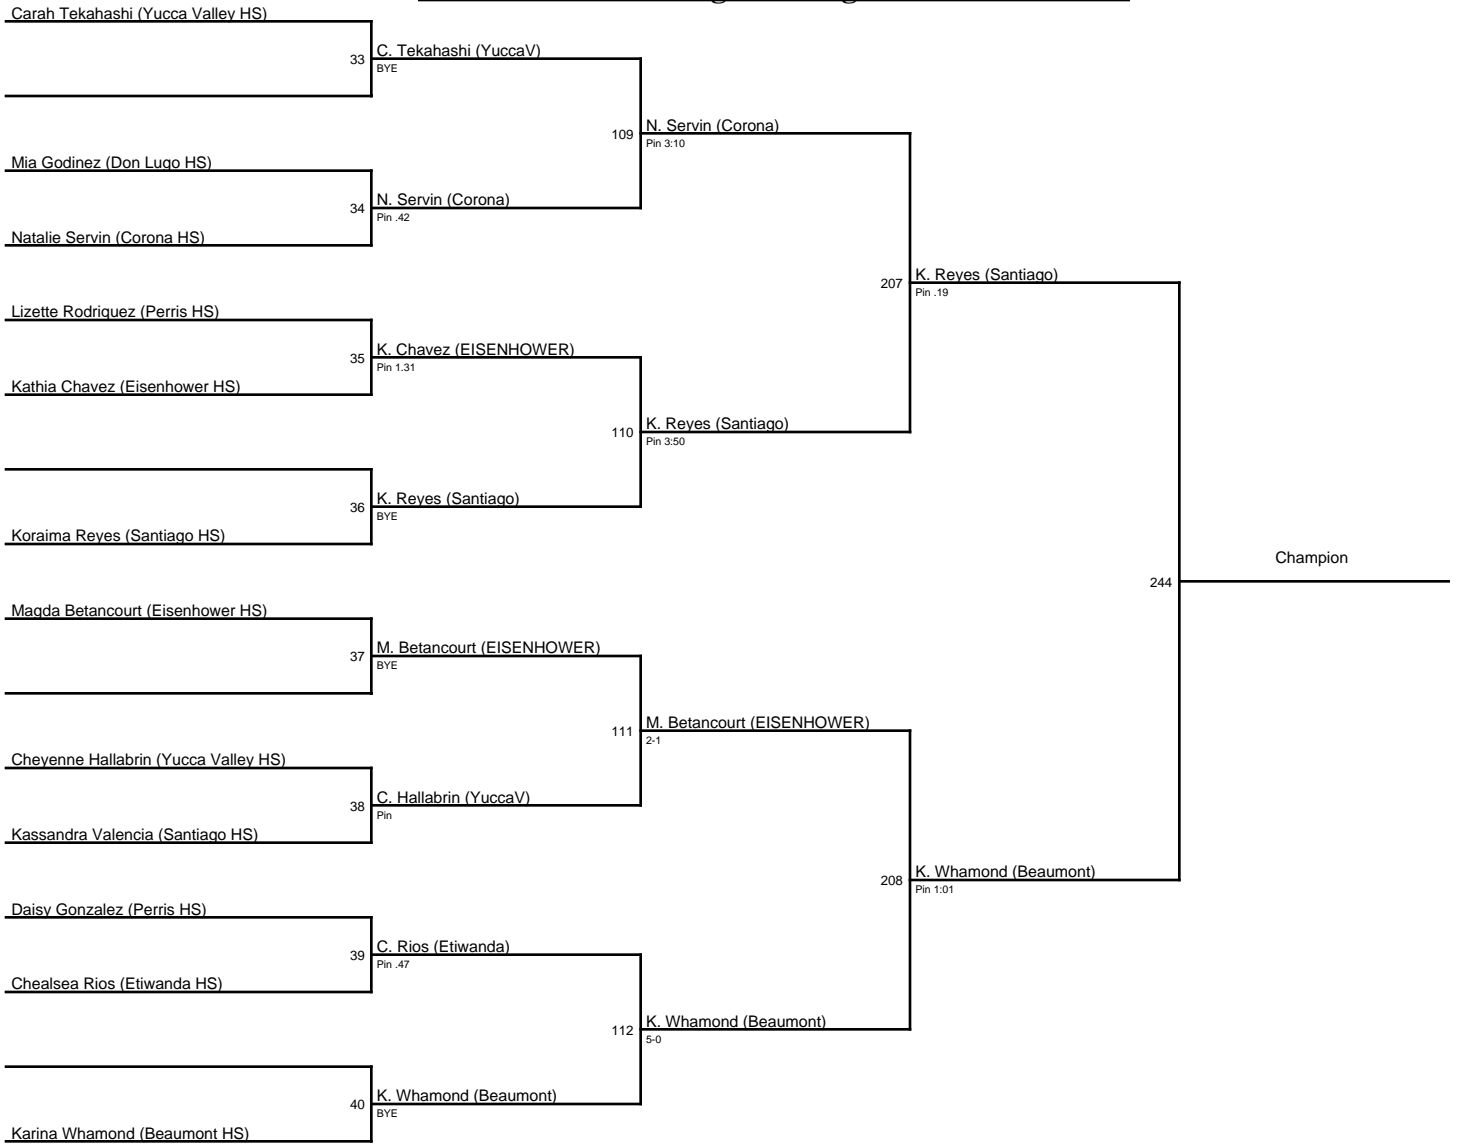 Carah Tekahashi (Yucca Valley HS)
33
C. Tekahashi (YuccaV)
BYE
109
N. Servin (Corona)
Pin 3:10
Mia Godinez (Don Lugo HS)
34
N. Servin (Corona)
Pin .42
Natalie Servin (Corona HS)
207
K. Reyes (Santiago)
Pin .19
Lizette Rodriquez (Perris HS)
35
K. Chavez (EISENHOWER)
Pin 1.31
Kathia Chavez (Eisenhower HS)
110
K. Reyes (Santiago)
Pin 3:50
36
K. Reyes (Santiago)
BYE
Koraima Reyes (Santiago HS)
Champion
244
Magda Betancourt (Eisenhower HS)
37
M. Betancourt (EISENHOWER)
BYE
111
M. Betancourt (EISENHOWER)
2-1
Cheyenne Hallabrin (Yucca Valley HS)
38
C. Hallabrin (YuccaV)
Pin
Kassandra Valencia (Santiago HS)
208
K. Whamond (Beaumont)
Pin 1:01
Daisy Gonzalez (Perris HS)
39
C. Rios (Etiwanda)
Pin .47
Chealsea Rios (Etiwanda HS)
112
K. Whamond (Beaumont)
5-0
40
K. Whamond (Beaumont)
BYE
Karina Whamond (Beaumont HS)